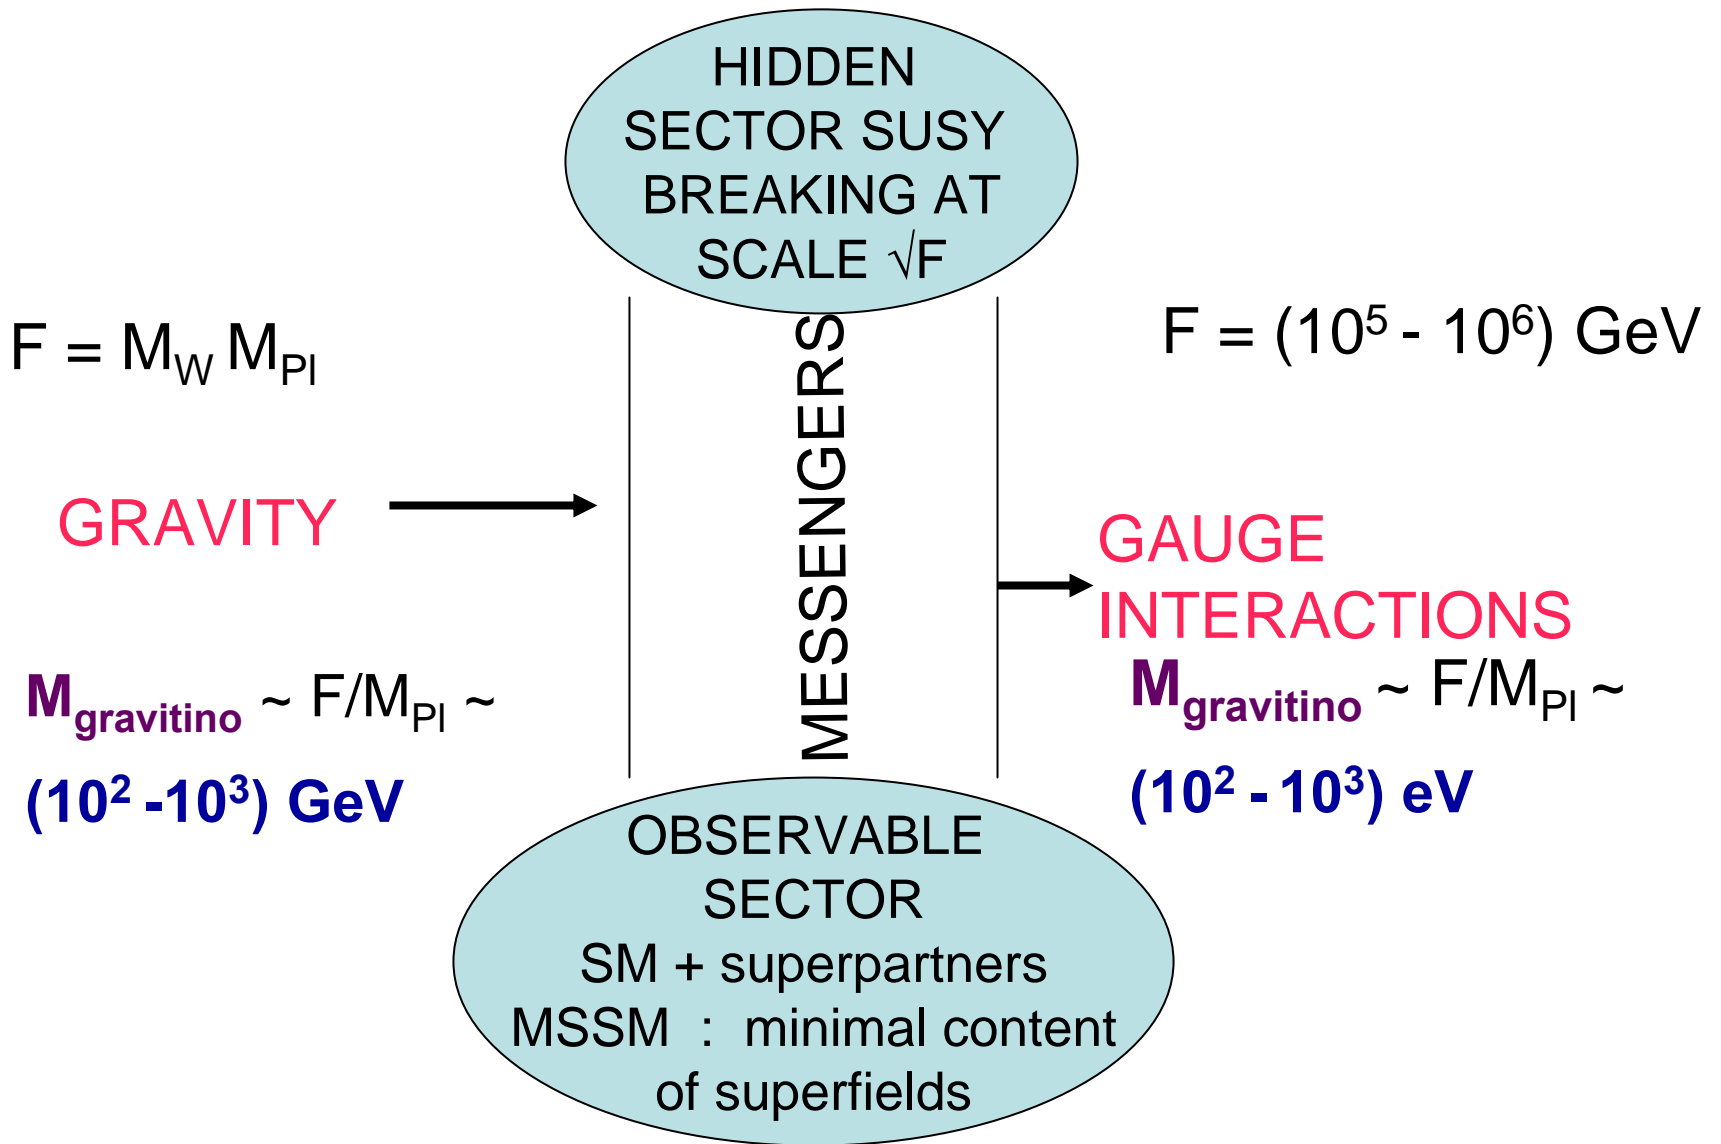 HIDDEN
SECTOR SUSY
BREAKING AT
SCALE √F
F = M_W M_Pl
GRAVITY
M_gravitino ~ F/M_Pl ~
(10² -10³) GeV
MESSENGERS
F = (10⁵ - 10⁶) GeV
GAUGE
INTERACTIONS
M_gravitino ~ F/M_Pl ~
(10² - 10³) eV
OBSERVABLE
SECTOR
SM + superpartners
MSSM : minimal content
of superfields